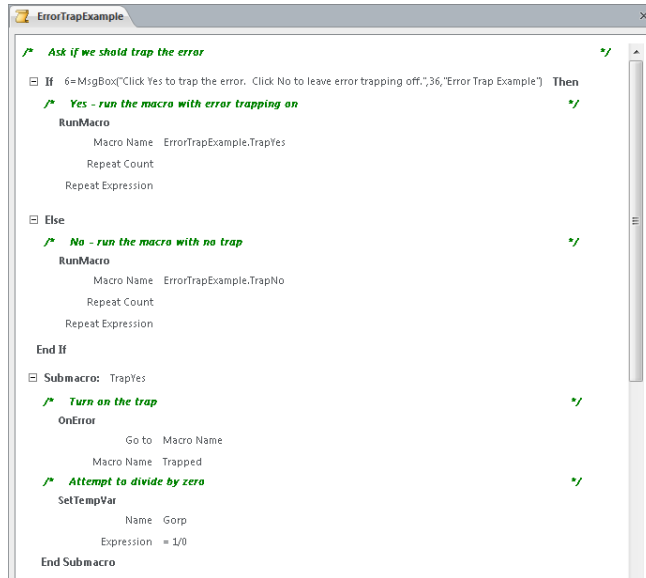 ErrorTrapExample
/* Ask if we shold trap the error */
If 6=MsgBox("Click Yes to trap the error. Click No to leave error trapping off.",36,"Error Trap Example") Then
/* Yes - run the macro with error trapping on */
RunMacro
Macro Name ErrorTrapExample.TrapYes
Repeat Count
Repeat Expression
Else
/* No - run the macro with no trap */
RunMacro
Macro Name ErrorTrapExample.TrapNo
Repeat Count
Repeat Expression
End If
Submacro: TrapYes
/* Turn on the trap */
OnError
Go to Macro Name
Macro Name Trapped
/* Attempt to divide by zero */
SetTempVar
Name Gorp
Expression = 1/0
End Submacro